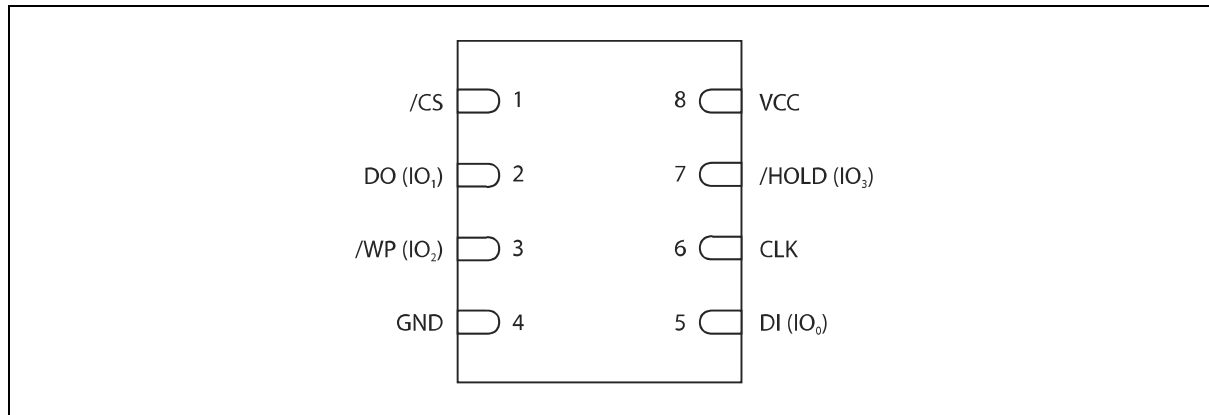 /CS 1 8 VCC
DO (IO₁) 2 7 /HOLD (IO₃)
/WP (IO₂) 3 6 CLK
GND 4 5 DI (IO₀)